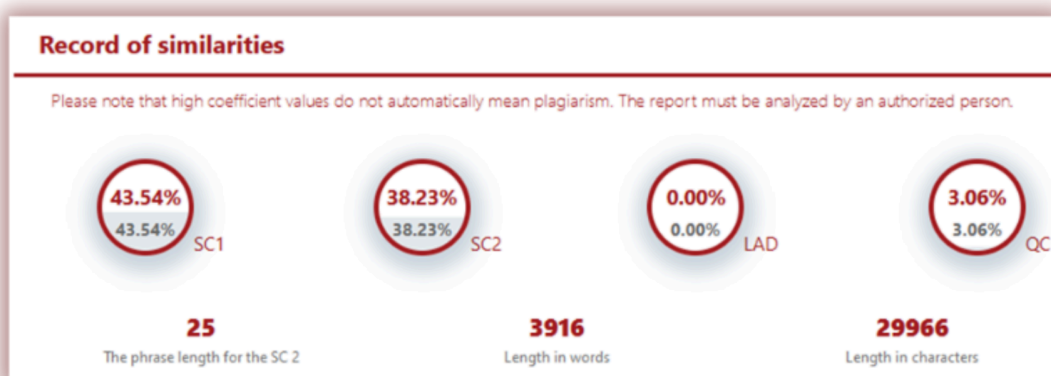 Record of similarities
Please note that high coefficient values do not automatically mean plagiarism. The report must be analyzed by an authorized person.
43.54%
43.54%
SC1
38.23%
38.23%
SC2
0.00%
0.00%
LAD
3.06%
3.06%
QC
25
The phrase length for the SC 2
3916
Length in words
29966
Length in characters